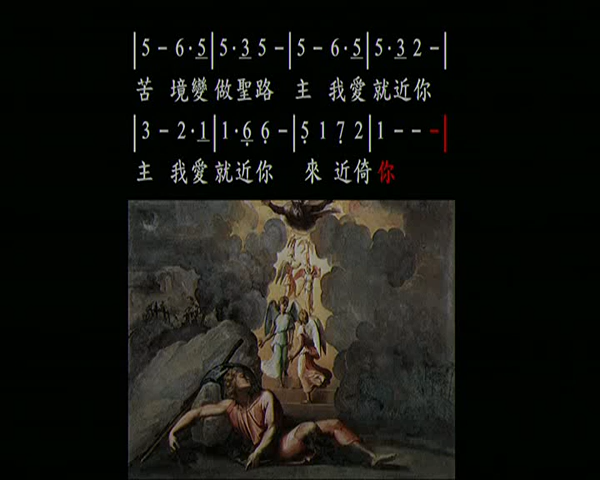 |5 - 6·5|5·3 5 -|5 - 6·5|5·3 2 -|
苦 境變做聖路 主 我愛就近你
|3 - 2·1|1·6̣ 6̣ -|5̣ 1 7̣ 2|1 - - -|
主 我愛就近你 來 近倚你